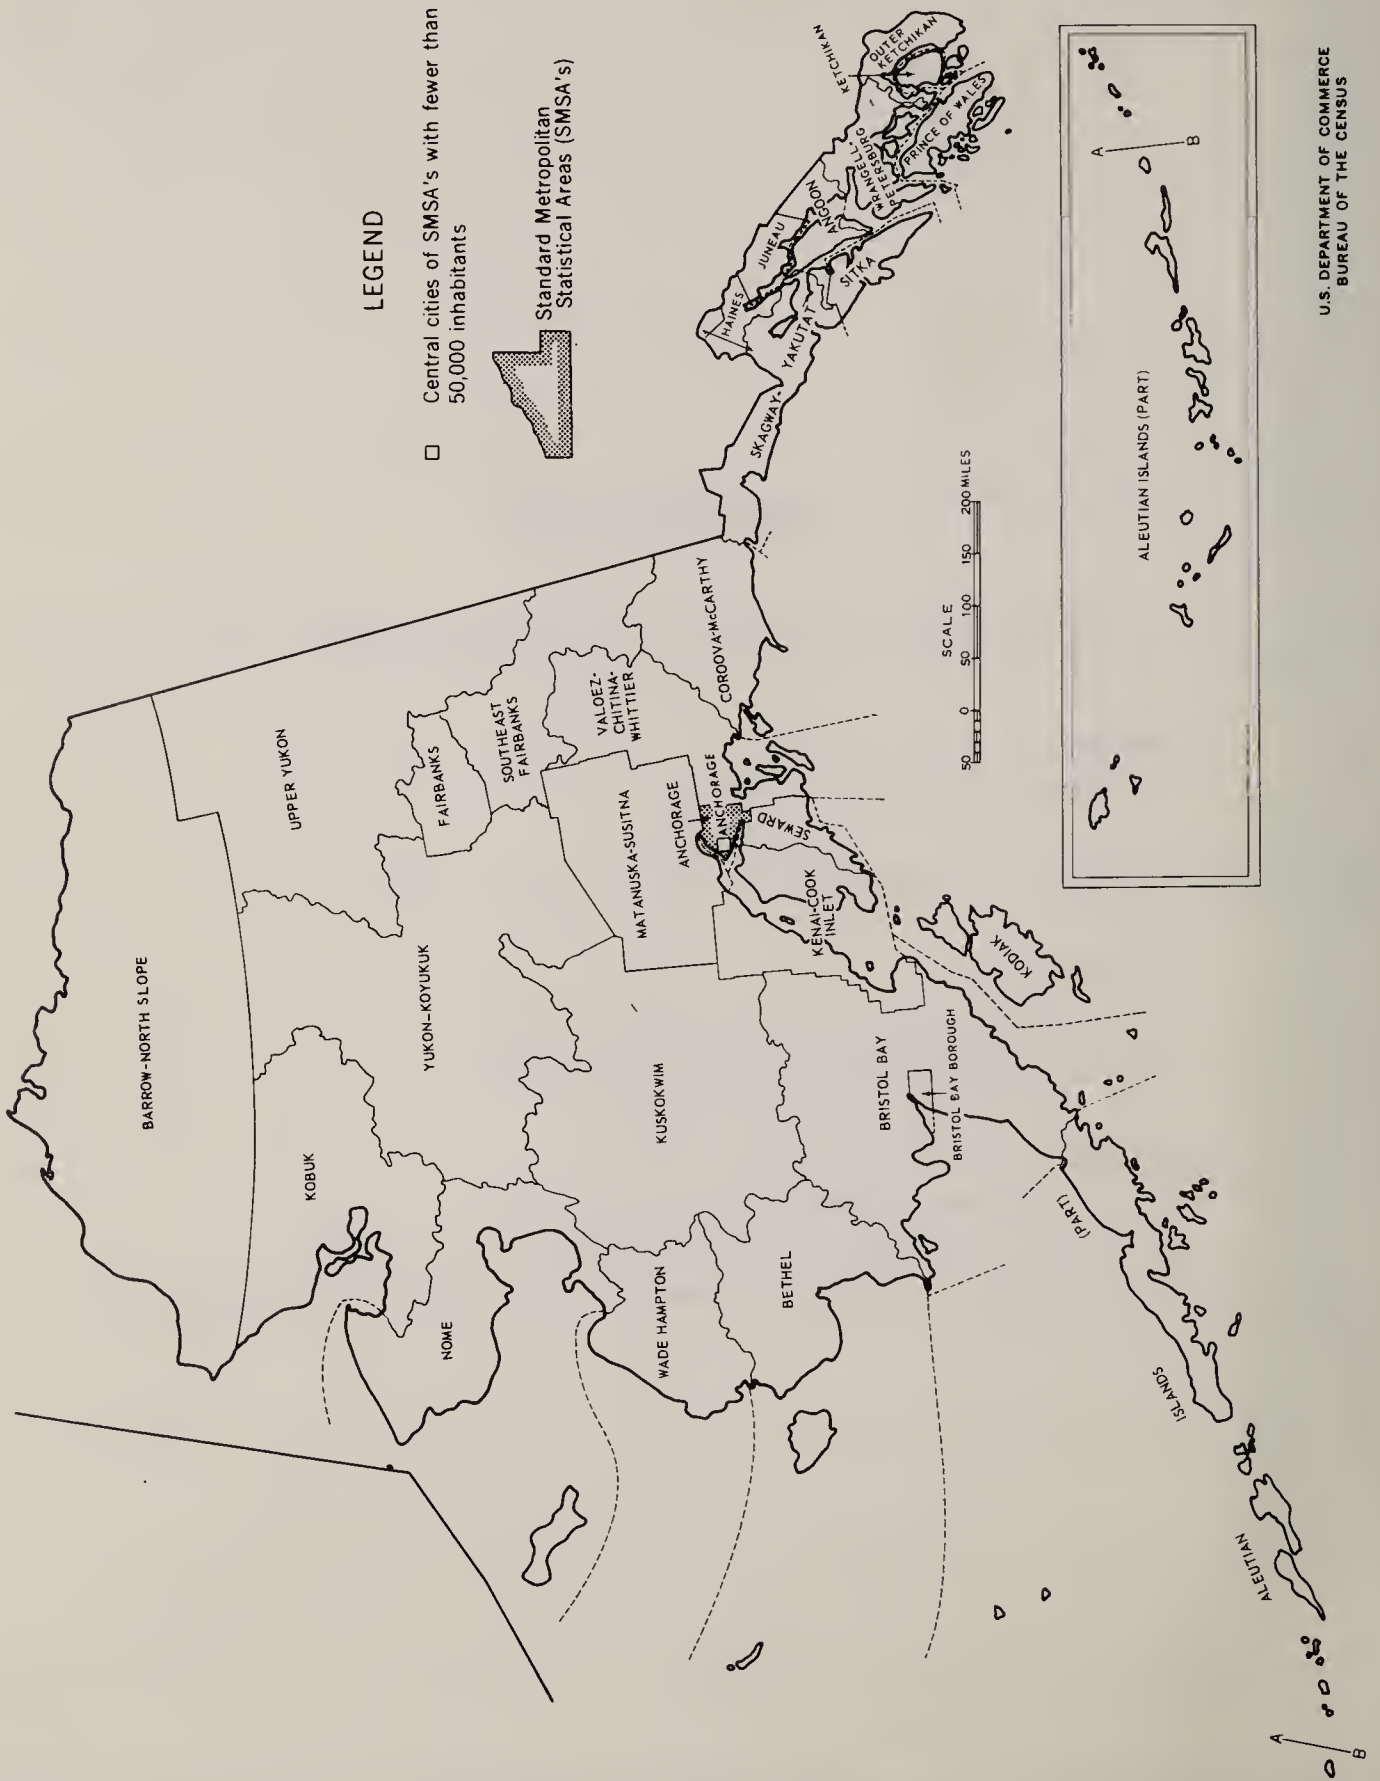 LEGEND
□ Central cities of SMSA's with fewer than
50,000 inhabitants
Standard Metropolitan
Statistical Areas (SMSA's)
BARROW-NORTH SLOPE
KOBUK
UPPER YUKON
YUKON-KOYUKUK
NOME
FAIRBANKS
SOUTHEAST
FAIRBANKS
VALOEZ-
CHITINA-
WHITTIER
COROOVA-McCARTHY
MATANUSKA-SUSITNA
ANCHORAGE
ANCHORAGE
SEWARD
KENAI-COOK
INLET
KUSKOKWIM
WADE HAMPTON
BETHEL
BRISTOL BAY
BRISTOL BAY BOROUGH
KODIAK
ALEUTIAN
ISLANDS
(PART)
SKAGWAY-
YAKUTAT
HAINES
JUNEAU
ANGOON
SITKA
WRANGELL-
PETERSBURG
PRINCE OF WALES
KETCHIKAN
OUTER
KETCHIKAN
SCALE
50 0 50 100 150 200 MILES
A
B
ALEUTIAN ISLANDS (PART)
A
B
U.S. DEPARTMENT OF COMMERCE
BUREAU OF THE CENSUS